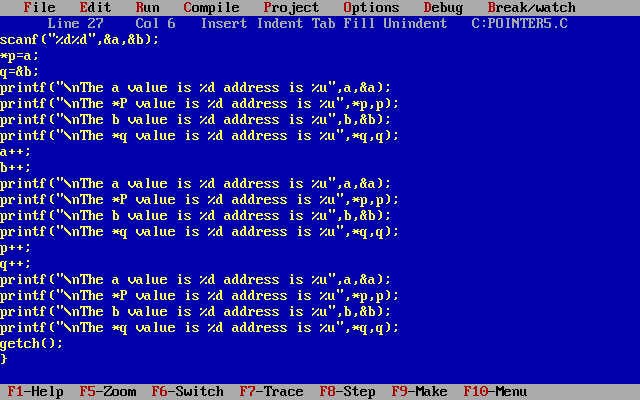 File Edit Run Compile Project Options Debug Break/watch
Line 27 Col 6 Insert Indent Tab Fill Unindent C:POINTER5.C
scanf("%d%d",&a,&b);
*p=a;
q=&b;
printf("\nThe a value is %d address is %u",a,&a);
printf("\nThe *P value is %d address is %u",*p,p);
printf("\nThe b value is %d address is %u",b,&b);
printf("\nThe *q value is %d address is %u",*q,q);
a++;
b++;
printf("\nThe a value is %d address is %u",a,&a);
printf("\nThe *P value is %d address is %u",*p,p);
printf("\nThe b value is %d address is %u",b,&b);
printf("\nThe *q value is %d address is %u",*q,q);
p++;
q++;
printf("\nThe a value is %d address is %u",a,&a);
printf("\nThe *P value is %d address is %u",*p,p);
printf("\nThe b value is %d address is %u",b,&b);
printf("\nThe *q value is %d address is %u",*q,q);
getch();
}
F1-Help F5-Zoom F6-Switch F7-Trace F8-Step F9-Make F10-Menu